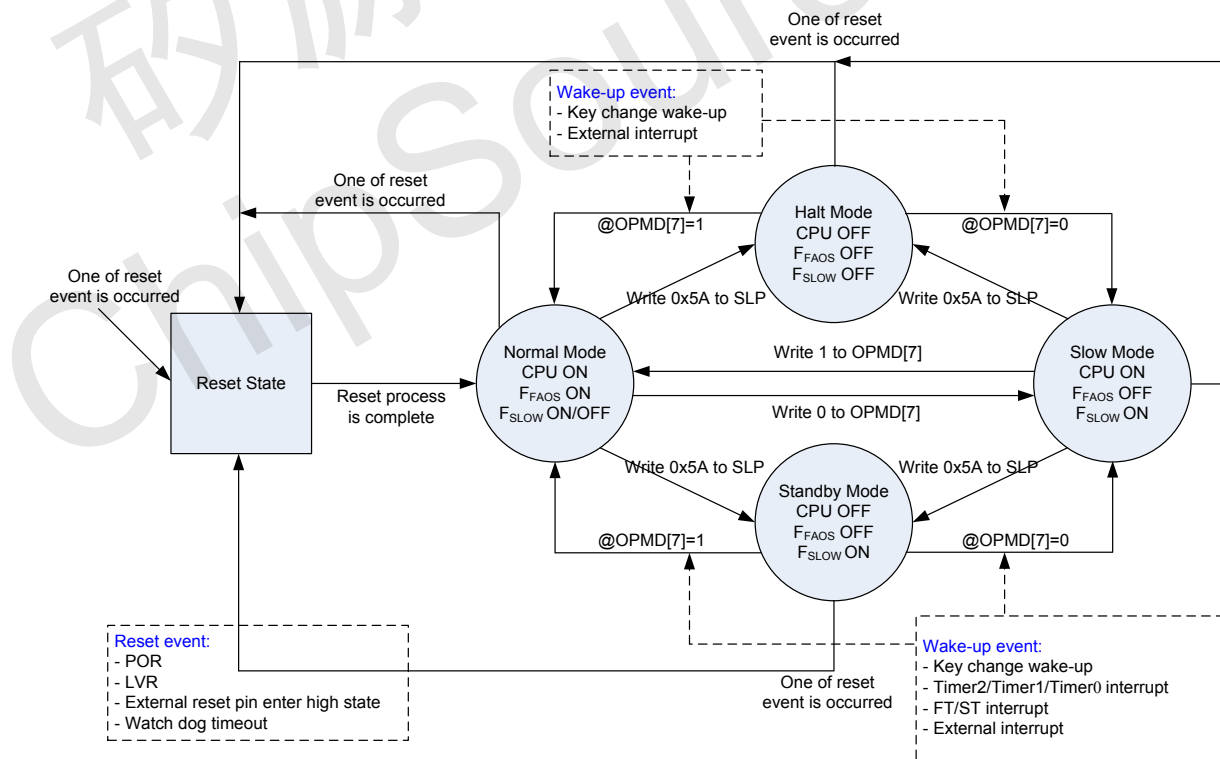 One of reset
event is occurred
Wake-up event:
- Key change wake-up
- External interrupt
One of reset
event is occurred
Halt Mode
CPU OFF
FFAOS OFF
FSLOW OFF
@OPMD[7]=1
@OPMD[7]=0
One of reset
event is occurred
Write 0x5A to SLP
Write 0x5A to SLP
Reset State
Reset process
is complete
Normal Mode
CPU ON
FFAOS ON
FSLOW ON/OFF
Write 1 to OPMD[7]
Write 0 to OPMD[7]
Slow Mode
CPU ON
FFAOS OFF
FSLOW ON
Write 0x5A to SLP
Write 0x5A to SLP
Standby Mode
CPU OFF
FFAOS OFF
FSLOW ON
@OPMD[7]=1
@OPMD[7]=0
Reset event:
- POR
- LVR
- External reset pin enter high state
- Watch dog timeout
One of reset
event is occurred
Wake-up event:
- Key change wake-up
- Timer2/Timer1/Timer0 interrupt
- FT/ST interrupt
- External interrupt